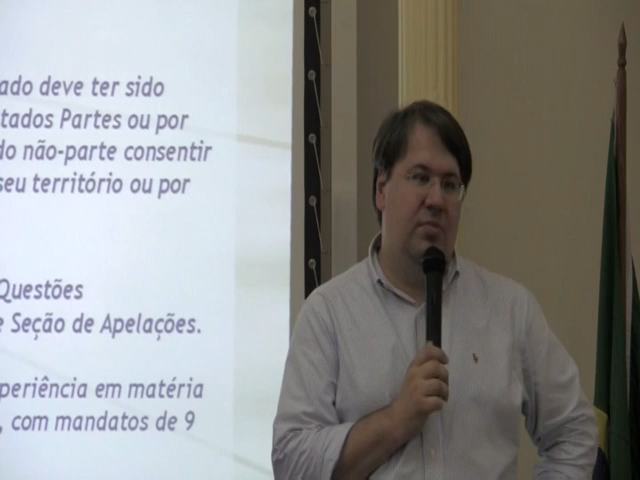 ado deve ter sido
tados Partes ou por
do não-parte consentir
seu território ou por
Questões
e Seção de Apelações.
periência em matéria
, com mandatos de 9